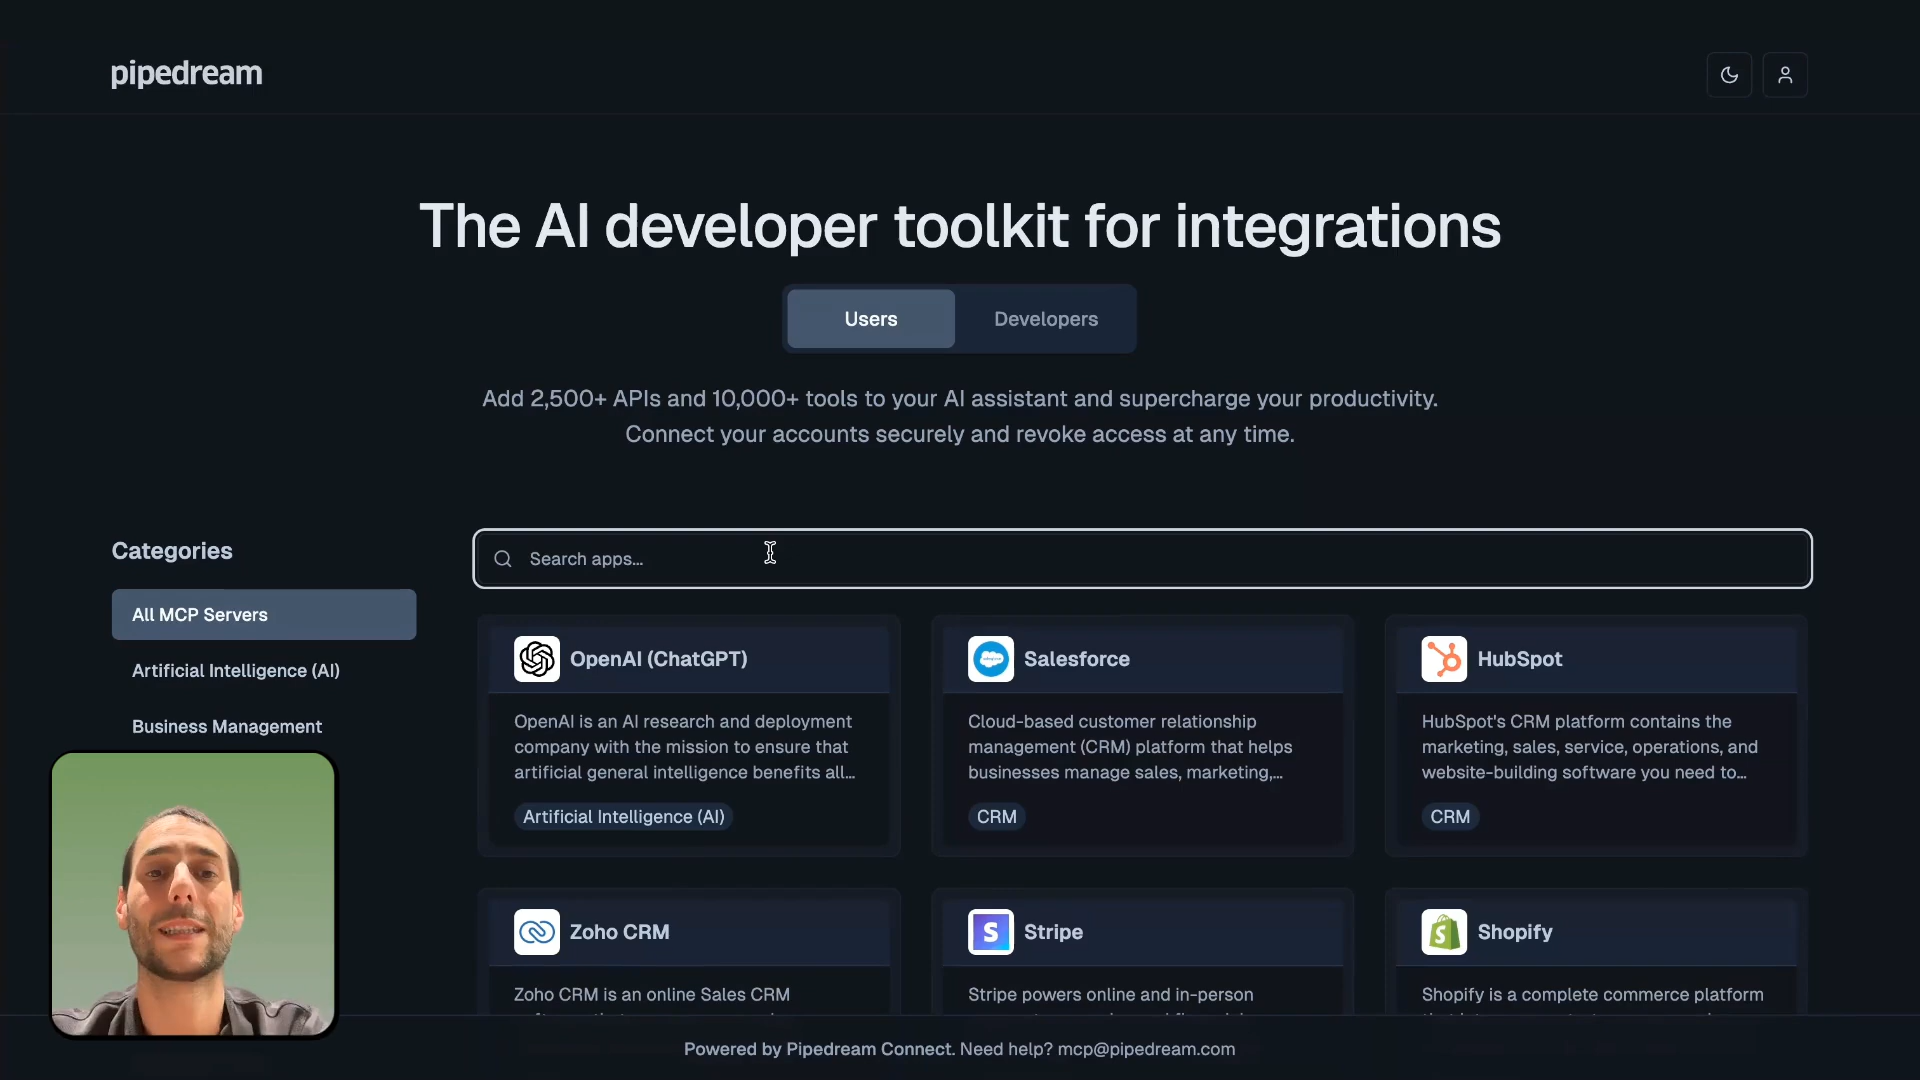 pipedream
The AI developer toolkit for integrations
Users
Developers
Add 2,500+ APIs and 10,000+ tools to your AI assistant and supercharge your productivity.
Connect your accounts securely and revoke access at any time.
Categories
All MCP Servers
Artificial Intelligence (AI)
Business Management
Search apps...
OpenAI (ChatGPT)
OpenAI is an AI research and deployment
company with the mission to ensure that
artificial general intelligence benefits all...
Artificial Intelligence (AI)
Salesforce
Cloud-based customer relationship
management (CRM) platform that helps
businesses manage sales, marketing,...
CRM
HubSpot
HubSpot's CRM platform contains the
marketing, sales, service, operations, and
website-building software you need to...
CRM
Zoho CRM
Zoho CRM is an online Sales CRM
S
Stripe
Stripe powers online and in-person
Shopify
Shopify is a complete commerce platform
Powered by Pipedream Connect. Need help? mcp@pipedream.com